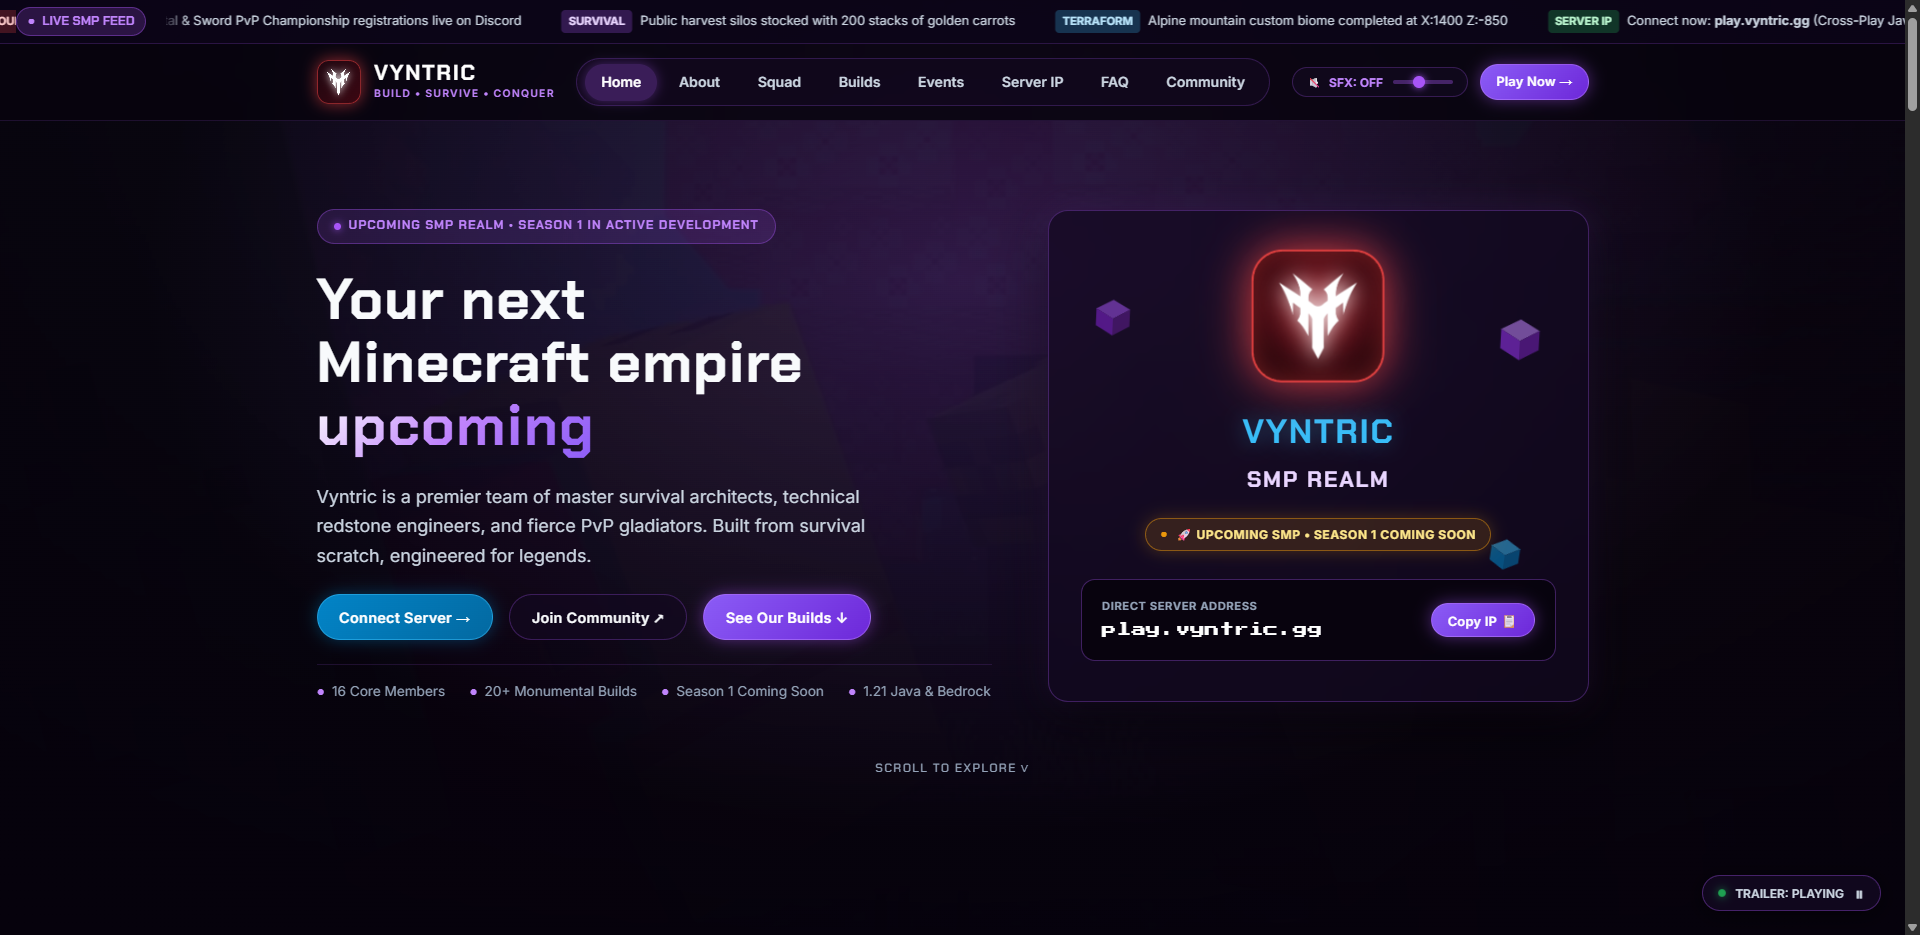 LIVE SMP FEED
& Sword PvP Championship registrations live on Discord
SURVIVAL
Public harvest silos stocked with 200 stacks of golden carrots
TERRAFORM
Alpine mountain custom biome completed at X:1400 Z:-850
SERVER IP
Connect now: play.vyntric.gg (Cross-Play
VYNTRIC
BUILD • SURVIVE • CONQUER
Home
About
Squad
Builds
Events
Server IP
FAQ
Community
SFX: OFF
Play Now →
UPCOMING SMP REALM • SEASON 1 IN ACTIVE DEVELOPMENT
Your next
Minecraft empire
upcoming
Vyntric is a premier team of master survival architects, technical
redstone engineers, and fierce PvP gladiators. Built from survival
scratch, engineered for legends.
Connect Server →
Join Community ↗
See Our Builds ↓
16 Core Members
20+ Monumental Builds
Season 1 Coming Soon
1.21 Java & Bedrock
VYNTRIC
SMP REALM
🚀 UPCOMING SMP • SEASON 1 COMING SOON
DIRECT SERVER ADDRESS
play.vyntric.gg
Copy IP 📋
SCROLL TO EXPLORE V
TRAILER: PLAYING ⏸